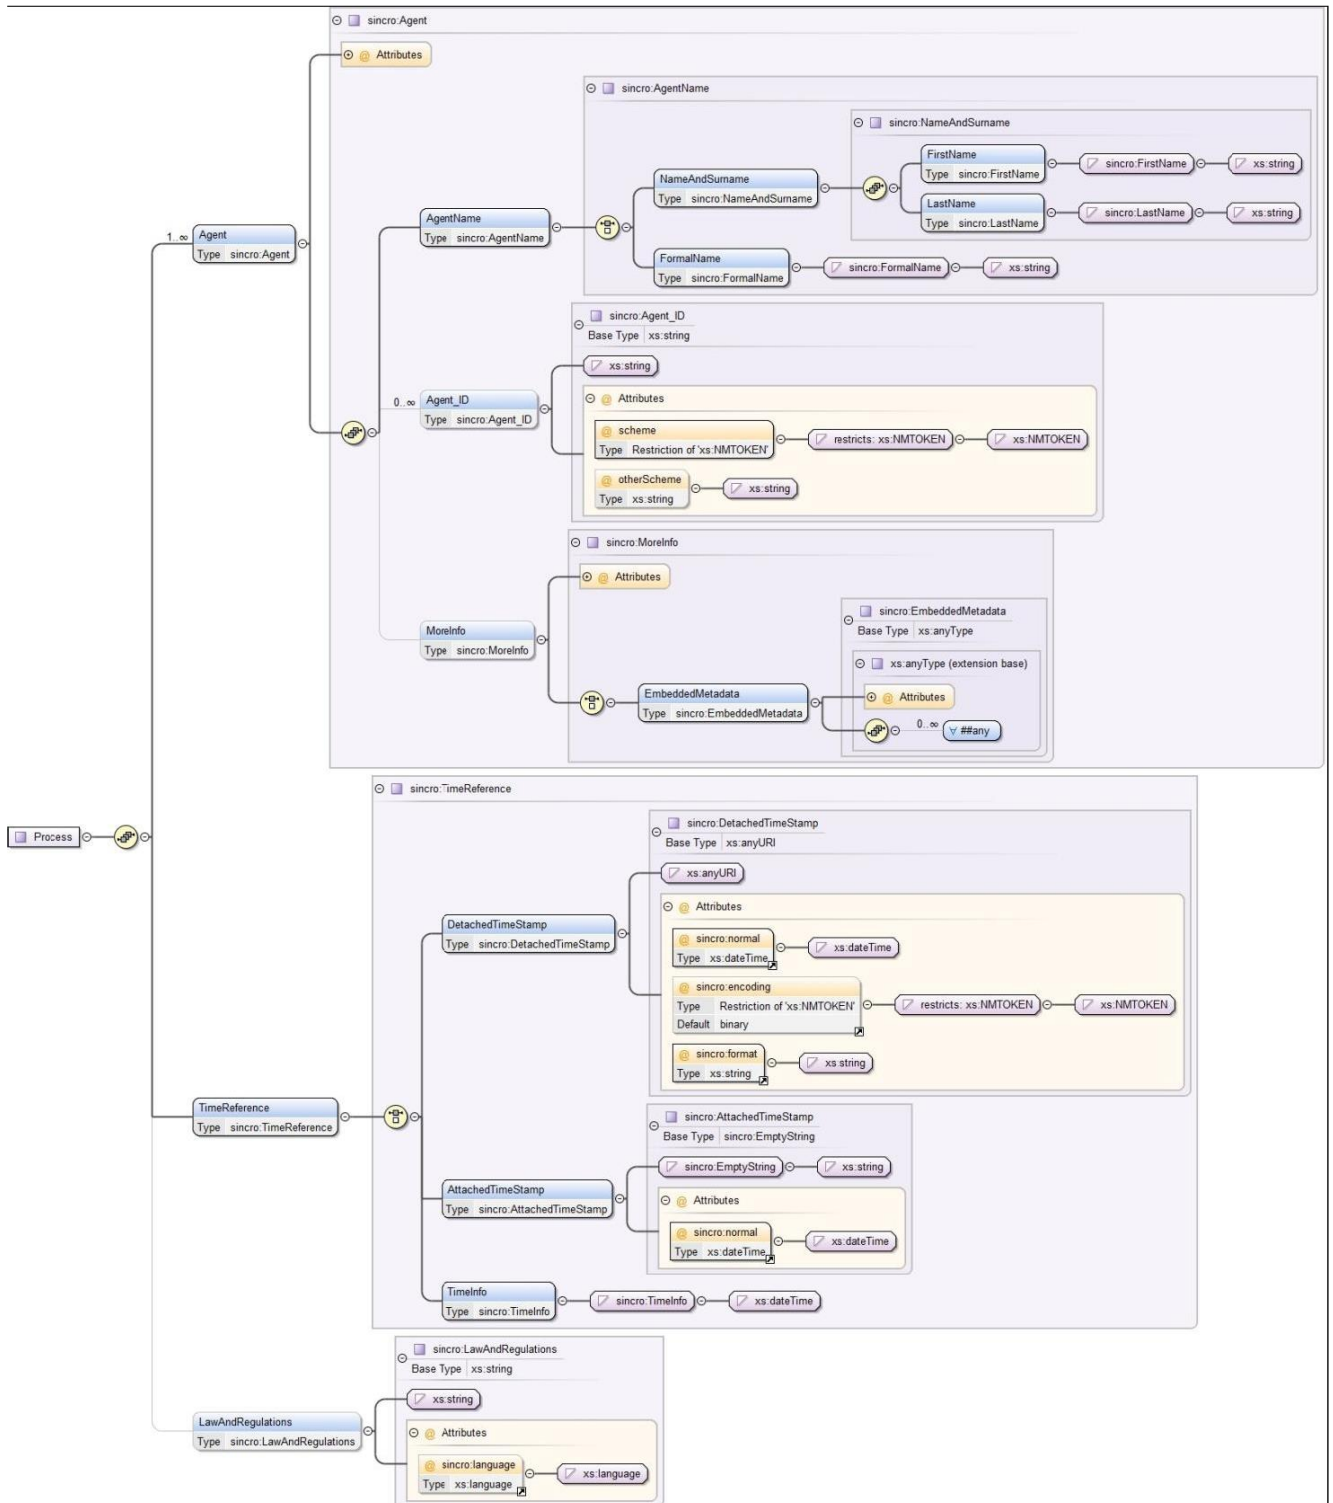 sincro:Agent
@ Attributes
sincro:AgentName
sincro:NameAndSurname
FirstName
Type sincro:FirstName
sincro:FirstName
xs:string
NameAndSurname
Type sincro:NameAndSurname
LastName
Type sincro:LastName
sincro:LastName
xs:string
AgentName
Type sincro:AgentName
1..∞
Agent
Type sincro:Agent
FormalName
Type sincro:FormalName
sincro:FormalName
xs:string
sincro:Agent_ID
Base Type xs:string
xs:string
0..∞
Agent_ID
Type sincro:Agent_ID
@ Attributes
@ scheme
Type Restriction of 'xs:NMTOKEN'
restricts: xs:NMTOKEN
xs:NMTOKEN
@ otherScheme
Type xs:string
xs:string
sincro:MoreInfo
@ Attributes
MoreInfo
Type sincro:MoreInfo
sincro:EmbeddedMetadata
Base Type xs:anyType
xs:anyType (extension base)
@ Attributes
EmbeddedMetadata
Type sincro:EmbeddedMetadata
0..∞
∀ ##any
sincro:TimeReference
Process
sincro:DetachedTimeStamp
Base Type xs:anyURI
xs:anyURI
@ Attributes
DetachedTimeStamp
Type sincro:DetachedTimeStamp
@ sincro:normal
Type xs:dateTime
xs:dateTime
@ sincro:encoding
Type Restriction of 'xs:NMTOKEN'
Default binary
restricts: xs:NMTOKEN
xs:NMTOKEN
@ sincro:format
Type xs:string
xs:string
TimeReference
Type sincro:TimeReference
sincro:AttachedTimeStamp
Base Type sincro:EmptyString
sincro:EmptyString
xs:string
AttachedTimeStamp
Type sincro:AttachedTimeStamp
@ Attributes
@ sincro:normal
Type xs:dateTime
xs:dateTime
TimeInfo
Type sincro:TimeInfo
sincro:TimeInfo
xs:dateTime
sincro:LawAndRegulations
Base Type xs:string
xs:string
LawAndRegulations
Type sincro:LawAndRegulations
@ Attributes
@ sincro:language
Type xs:language
xs:language